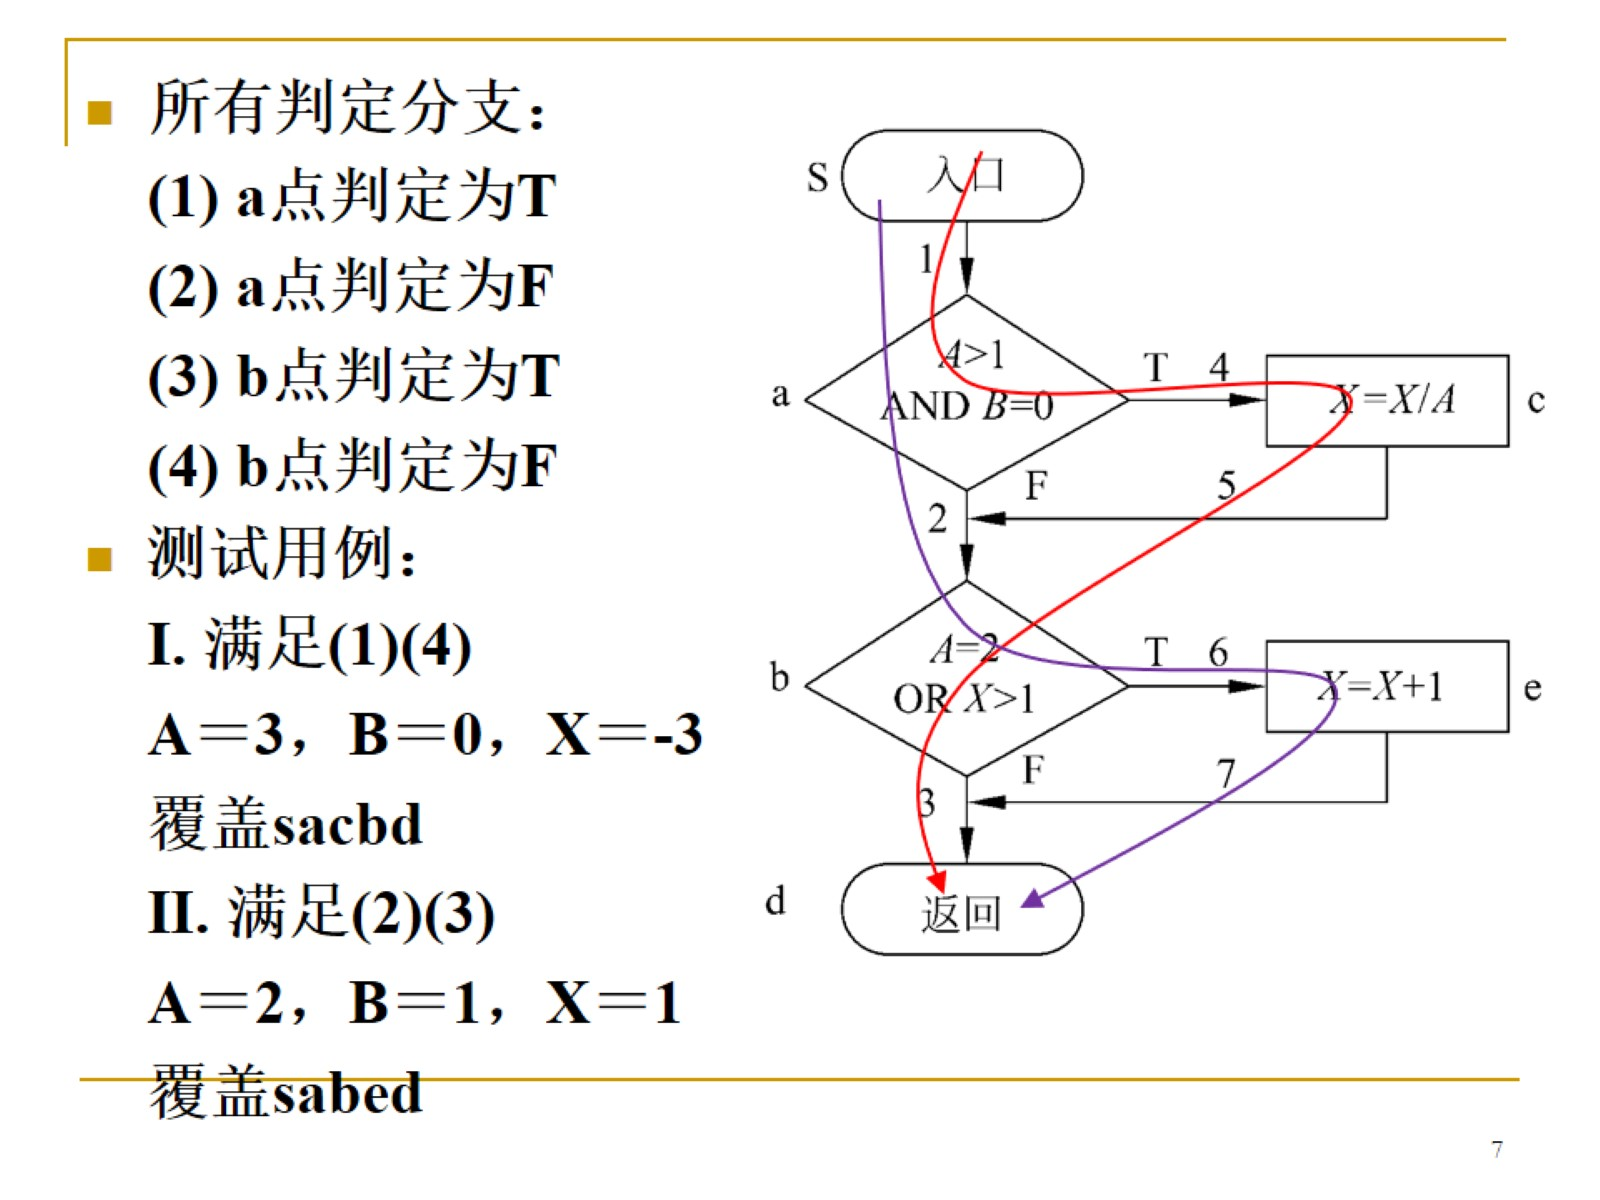 所有判定分支：
(1) a点判定为T
(2) a点判定为F
(3) b点判定为T
(4) b点判定为F
测试用例：
I. 满足(1)(4)
A＝3，B＝0，X＝-3
覆盖sacbd
II. 满足(2)(3)
A＝2，B＝1，X＝1
覆盖sabed
S
入口
1
a
A>1
AND B=0
T
4
X=X/A
c
F
5
2
b
A=2
OR X>1
T
6
X=X+1
e
F
7
3
d
返回
7